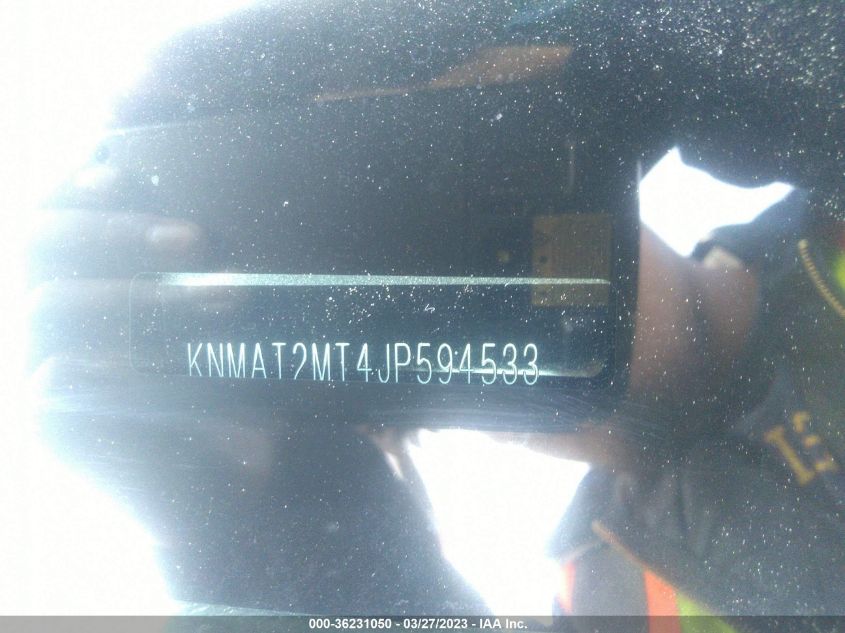 KNMAT2MT4JP594533
000-36231050 - 03/27/2023 - IAA Inc.